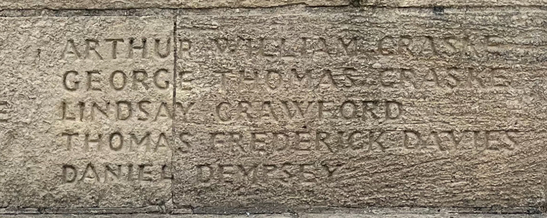 ARTHUR WILLIAM CRASKE
GEORGE THOMAS CRASKE
LINDSAY CRAWFORD
THOMAS FREDERICK DAVIES
DANIEL DEMPSEY